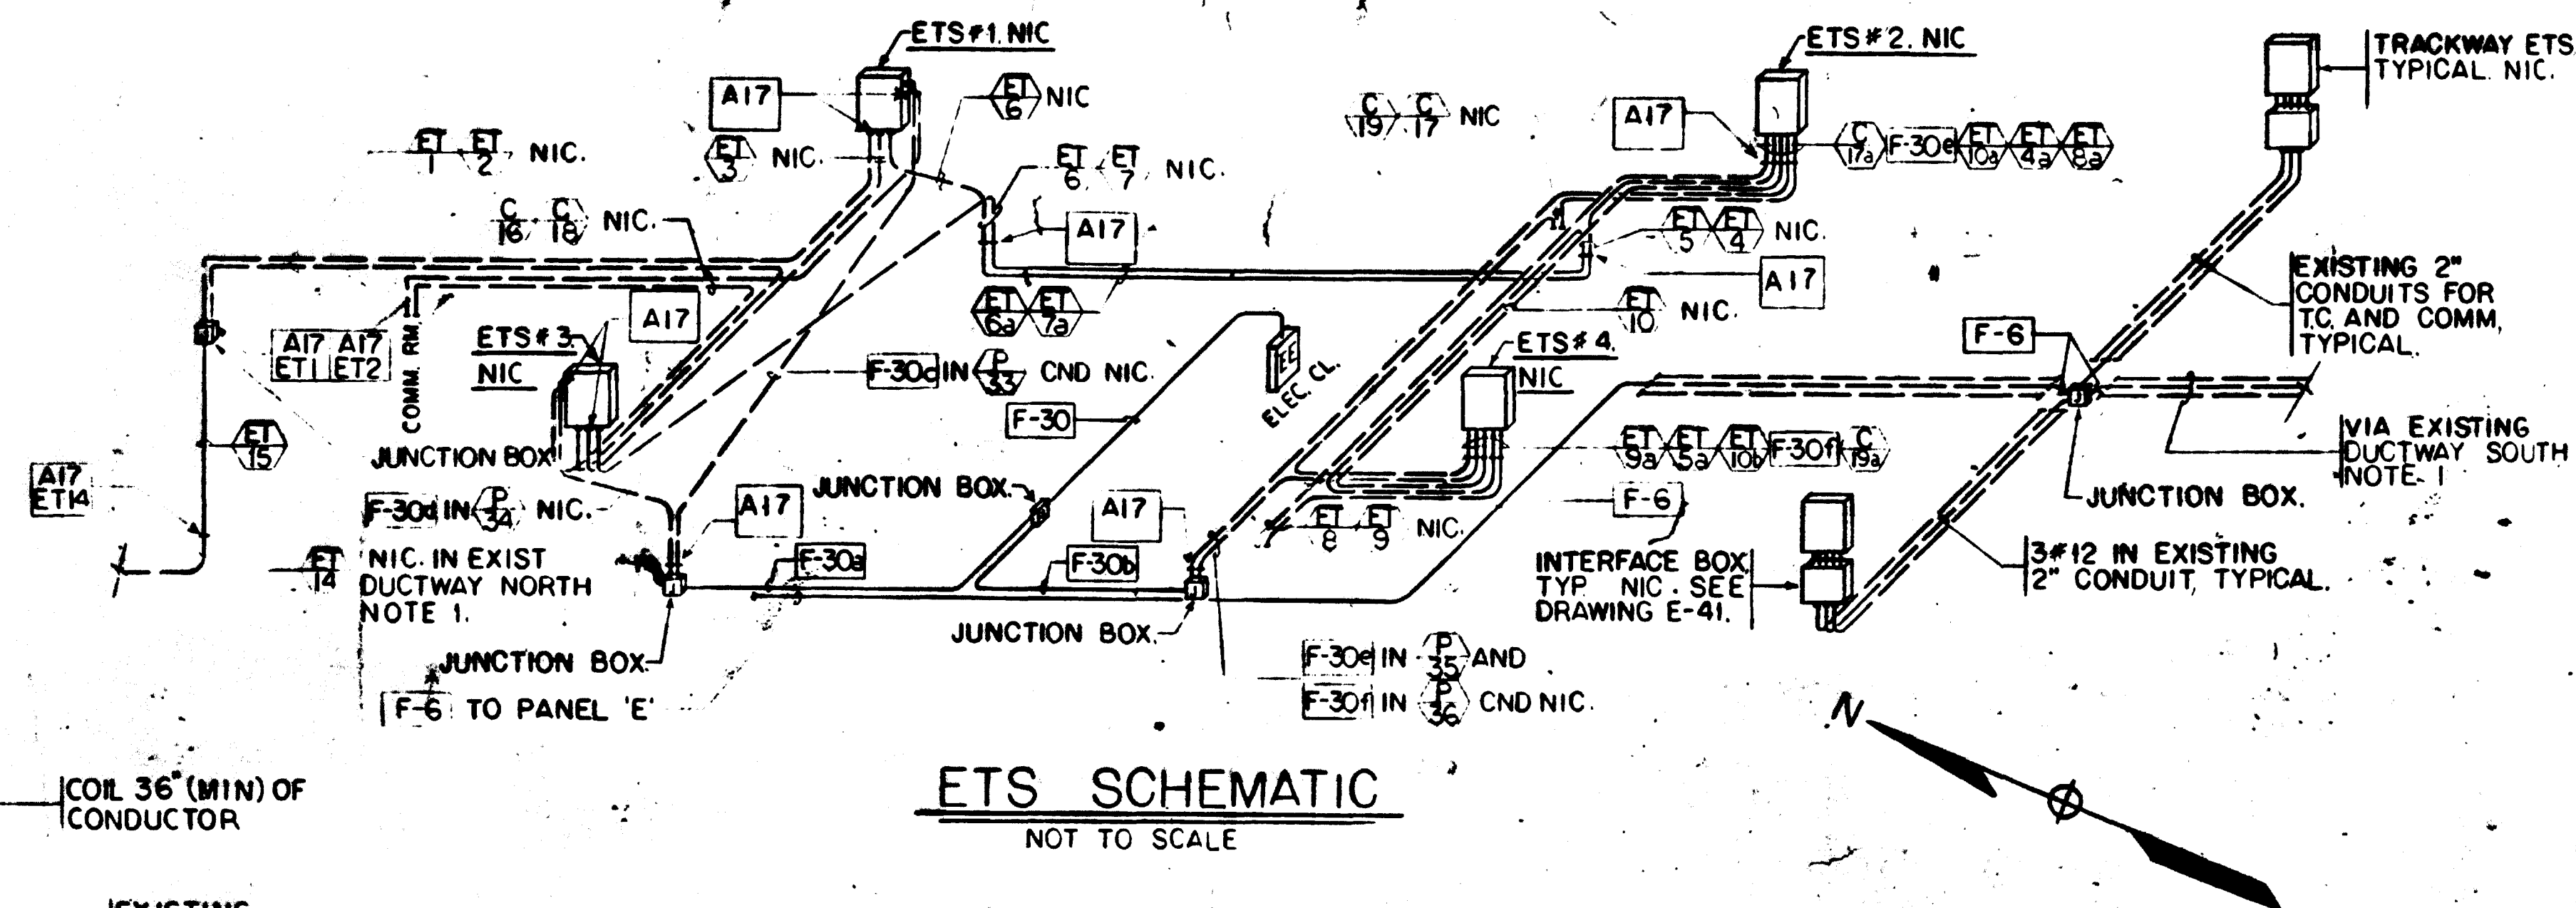 ETS#1. NIC
ETS#2. NIC
TRACKWAY ETS
TYPICAL. NIC.
A17
ET 6 NIC
C 19 C 17 NIC
A17
C 17a F-30e ET 10a ET 4a ET 8a
ET 1 ET 2 NIC.
ET 3 NIC.
ET 6 ET 7 NIC.
C 16 C 18 NIC.
A17
ET 5 ET 4 NIC.
A17
EXISTING 2"
CONDUITS FOR
T.C. AND COMM,
TYPICAL.
ET 6a ET 7a
ET 10 NIC.
A17
A17 A17
ET1 ET2
COMM. RM.
ETS#3
NIC
F-30d IN P 33 CND NIC.
EE
ELEC. CL.
ETS#4.
NIC
F-6
F-30
ET 15
JUNCTION BOX
ET 9a ET 5a ET 10b F-30f C 19a
VIA EXISTING
DUCTWAY SOUTH
NOTE 1
A17
ET14
F-30d IN P 34 NIC.
A17
JUNCTION BOX.
A17
F-6
JUNCTION BOX.
ET 8 ET 9 NIC.
ET 14
NIC. IN EXIST
DUCTWAY NORTH
NOTE 1.
F-30a
F-30b
INTERFACE BOX
TYP. NIC. SEE
DRAWING E-41.
3#12 IN EXISTING
2" CONDUIT, TYPICAL.
J
J
JUNCTION BOX.
JUNCTION BOX
F-30e IN P 35 AND
F-30f IN P 36 CND NIC.
F-6 TO PANEL 'E'
N
COIL 36" (MIN) OF
CONDUCTOR
ETS SCHEMATIC
NOT TO SCALE
EXISTING